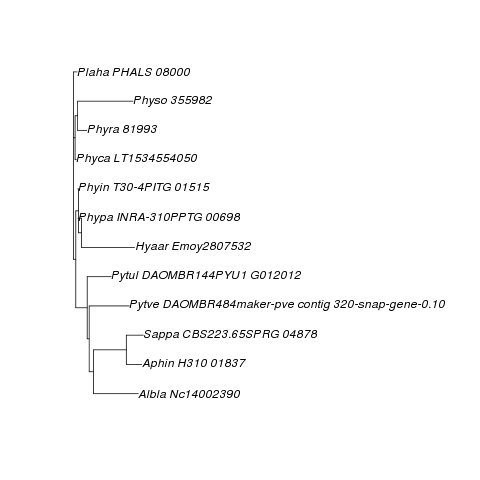 Plaha PHALS 08000
Physo 355982
Phyra 81993
Phyca LT1534554050
Phyin T30-4PITG 01515
Phypa INRA-310PPTG 00698
Hyaar Emoy2807532
Pytul DAOMBR144PYU1 G012012
Pytve DAOMBR484maker-pve contig 320-snap-gene-0.10
Sappa CBS223.65SPRG 04878
Aphin H310 01837
Albla Nc14002390